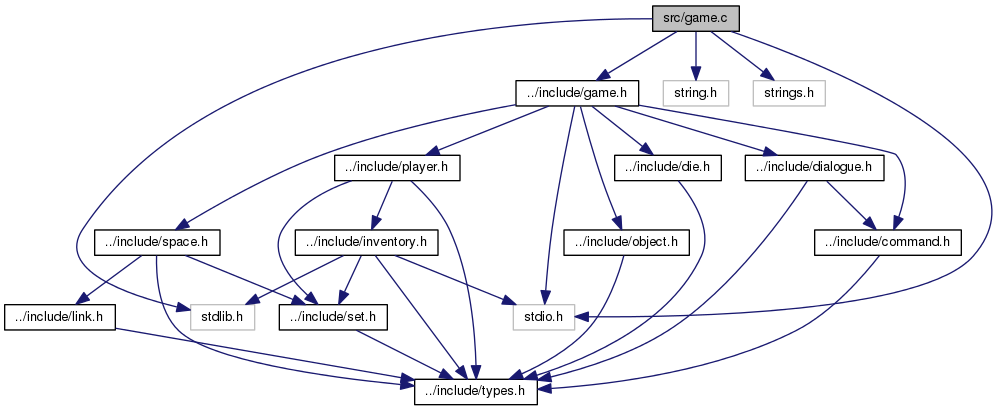 src/game.c
../include/game.h
string.h
strings.h
../include/player.h
../include/die.h
../include/dialogue.h
../include/space.h
../include/inventory.h
../include/object.h
../include/command.h
../include/link.h
stdlib.h
../include/set.h
stdio.h
../include/types.h